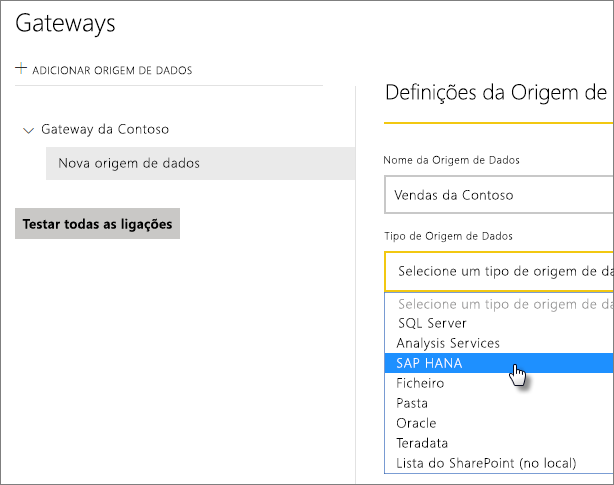 Gateways
+ ADICIONAR ORIGEM DE DADOS
Gateway da Contoso
Nova origem de dados
Testar todas as ligações
Definições da Origem de
Nome da Origem de Dados
Vendas da Contoso
Tipo de Origem de Dados
Selecione um tipo de origem de da
Selecione um tipo de origem de da
SQL Server
Analysis Services
SAP HANA
Ficheiro
Pasta
Oracle
Teradata
Lista do SharePoint (no local)